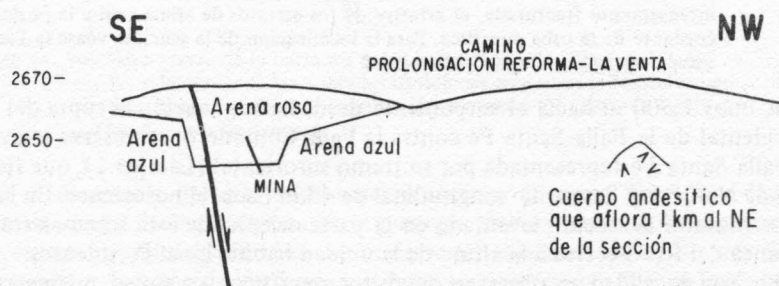 SE
NW
CAMINO
PROLONGACION REFORMA-LA VENTA
2670-
Arena rosa
2650-
Arena azul
Arena azul
MINA
Cuerpo andesitico
que aflora 1 km al NE
de la sección